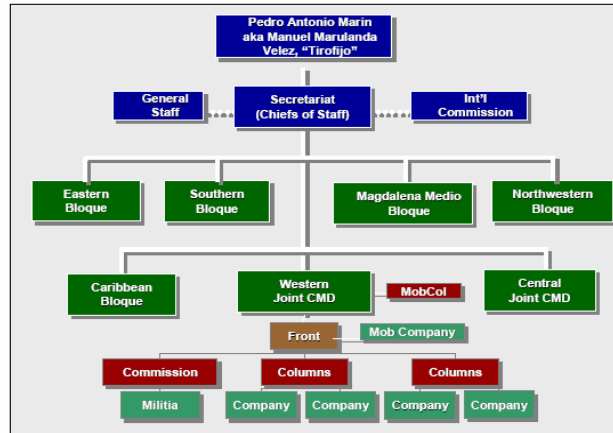 Pedro Antonio Marin
aka Manuel Marulanda
Velez, “Tirofijo”
General
Staff
Secretariat
(Chiefs of Staff)
Int'l
Commission
Eastern
Bloque
Southern
Bloque
Magdalena Medio
Bloque
Northwestern
Bloque
Caribbean
Bloque
Western
Joint CMD
MobCol
Central
Joint CMD
Front
Mob Company
Commission
Columns
Columns
Militia
Company
Company
Company
Company